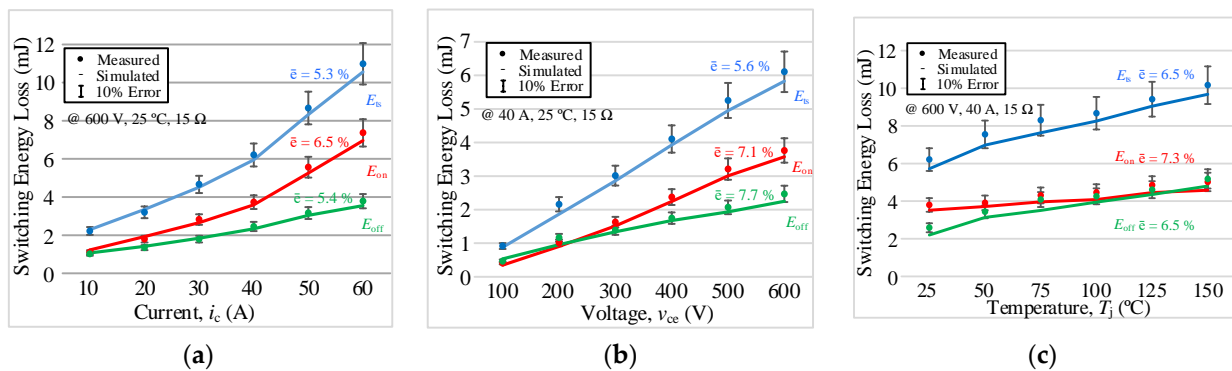 Switching Energy Loss (mJ)
12
10
8
6
4
2
0
Measured
Simulated
10% Error
@ 600 V, 25 ºC, 15 Ω
ē = 5.3 %
Ets
ē = 6.5 %
Eon
ē = 5.4 %
Eoff
10 20 30 40 50 60
Current, ic (A)
(a)
Switching Energy Loss (mJ)
7
6
5
4
3
2
1
0
Measured
Simulated
10% Error
@ 40 A, 25 ºC, 15 Ω
ē = 5.6 %
Ets
ē = 7.1 %
Eon
ē = 7.7 %
Eoff
100 200 300 400 500 600
Voltage, vce (V)
(b)
Switching Energy Loss (mJ)
12
10
8
6
4
2
0
Measured
Simulated
10% Error
@ 600 V, 40 A, 15 Ω
Ets ē = 6.5 %
Eon ē = 7.3 %
Eoff ē = 6.5 %
25 50 75 100 125 150
Temperature, Tj (ºC)
(c)